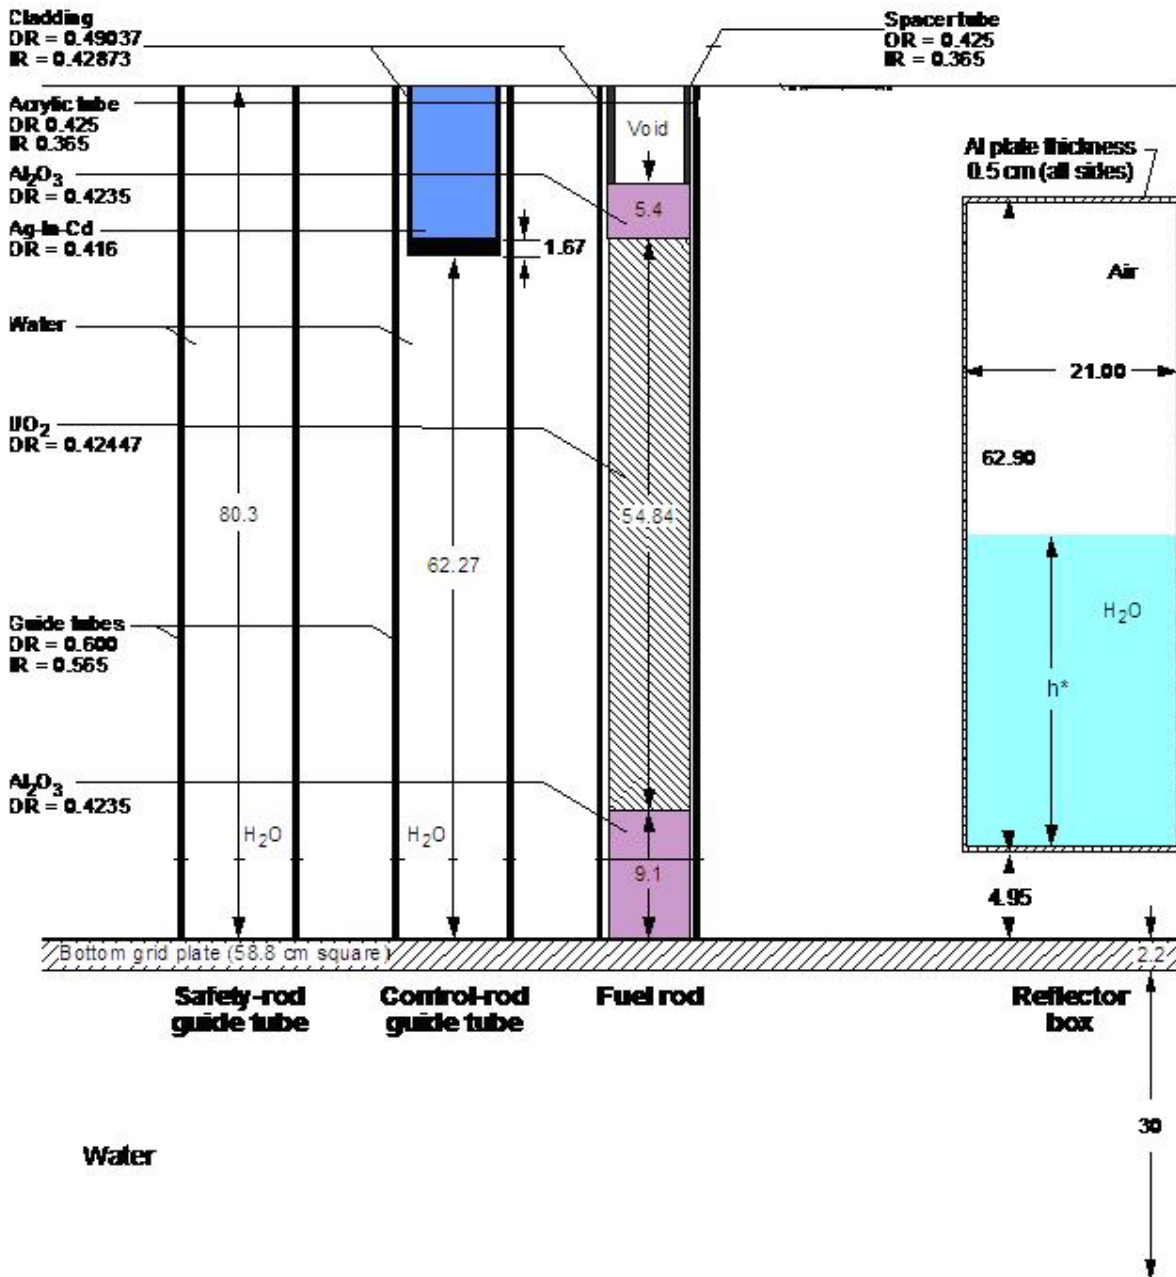 Cladding
OR = 0.49037
IR = 0.42873
Spacer tube
OR = 0.425
IR = 0.365
Acrylic tube
OR 0.425
IR 0.365
Void
Al plate thickness
0.5 cm (all sides)
Al2O3
OR = 0.4235
5.4
Ag-In-Cd
OR = 0.416
1.67
Air
Water
21.00
UO2
OR = 0.42447
62.90
80.3
54.84
62.27
H2O
Guide tubes
OR = 0.600
IR = 0.565
h*
Al2O3
OR = 0.4235
H2O
H2O
9.1
4.95
Bottom grid plate (58.8 cm square)
2.2
Safety-rod
guide tube
Control-rod
guide tube
Fuel rod
Reflector
box
30
Water